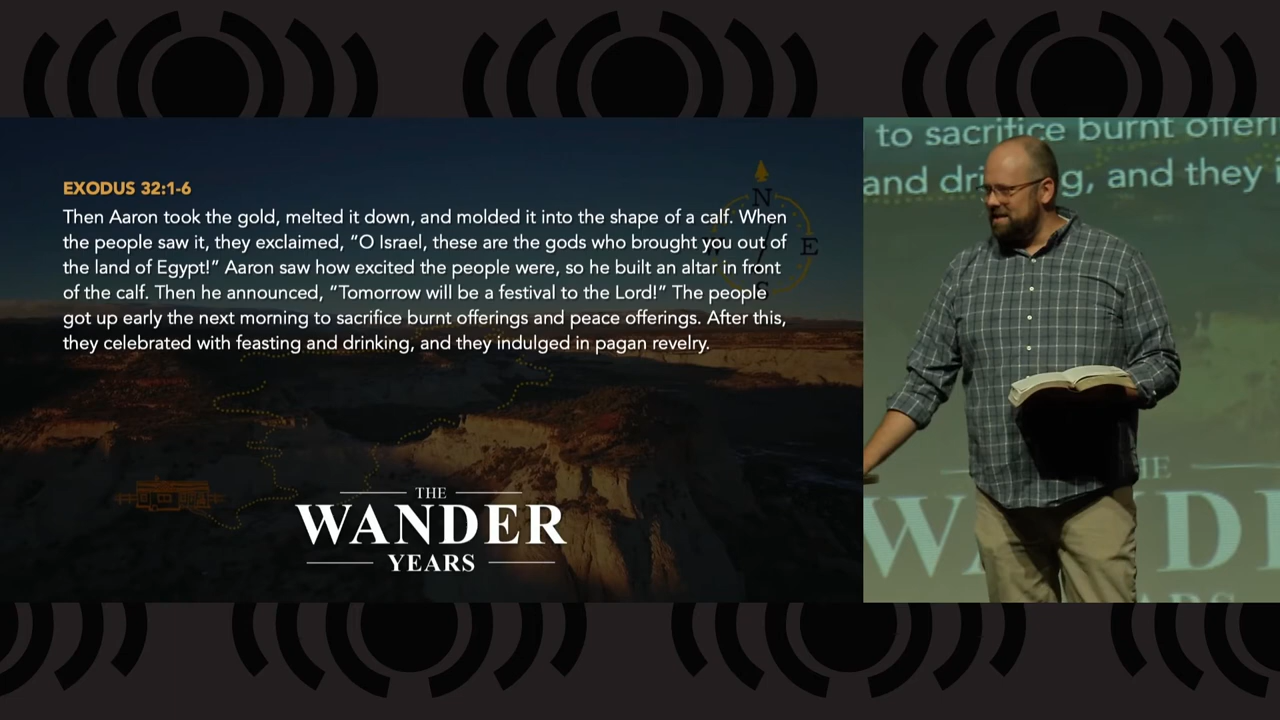 EXODUS 32:1-6
Then Aaron took the gold, melted it down, and molded it into the shape of a calf. When
the people saw it, they exclaimed, “O Israel, these are the gods who brought you out of
the land of Egypt!” Aaron saw how excited the people were, so he built an altar in front
of the calf. Then he announced, “Tomorrow will be a festival to the Lord!” The people
got up early the next morning to sacrifice burnt offerings and peace offerings. After this,
they celebrated with feasting and drinking, and they indulged in pagan revelry.
N
E
S
THE
WANDER
YEARS
to sacrifice burnt offeri
and dri g, and they i
HE
WA DE